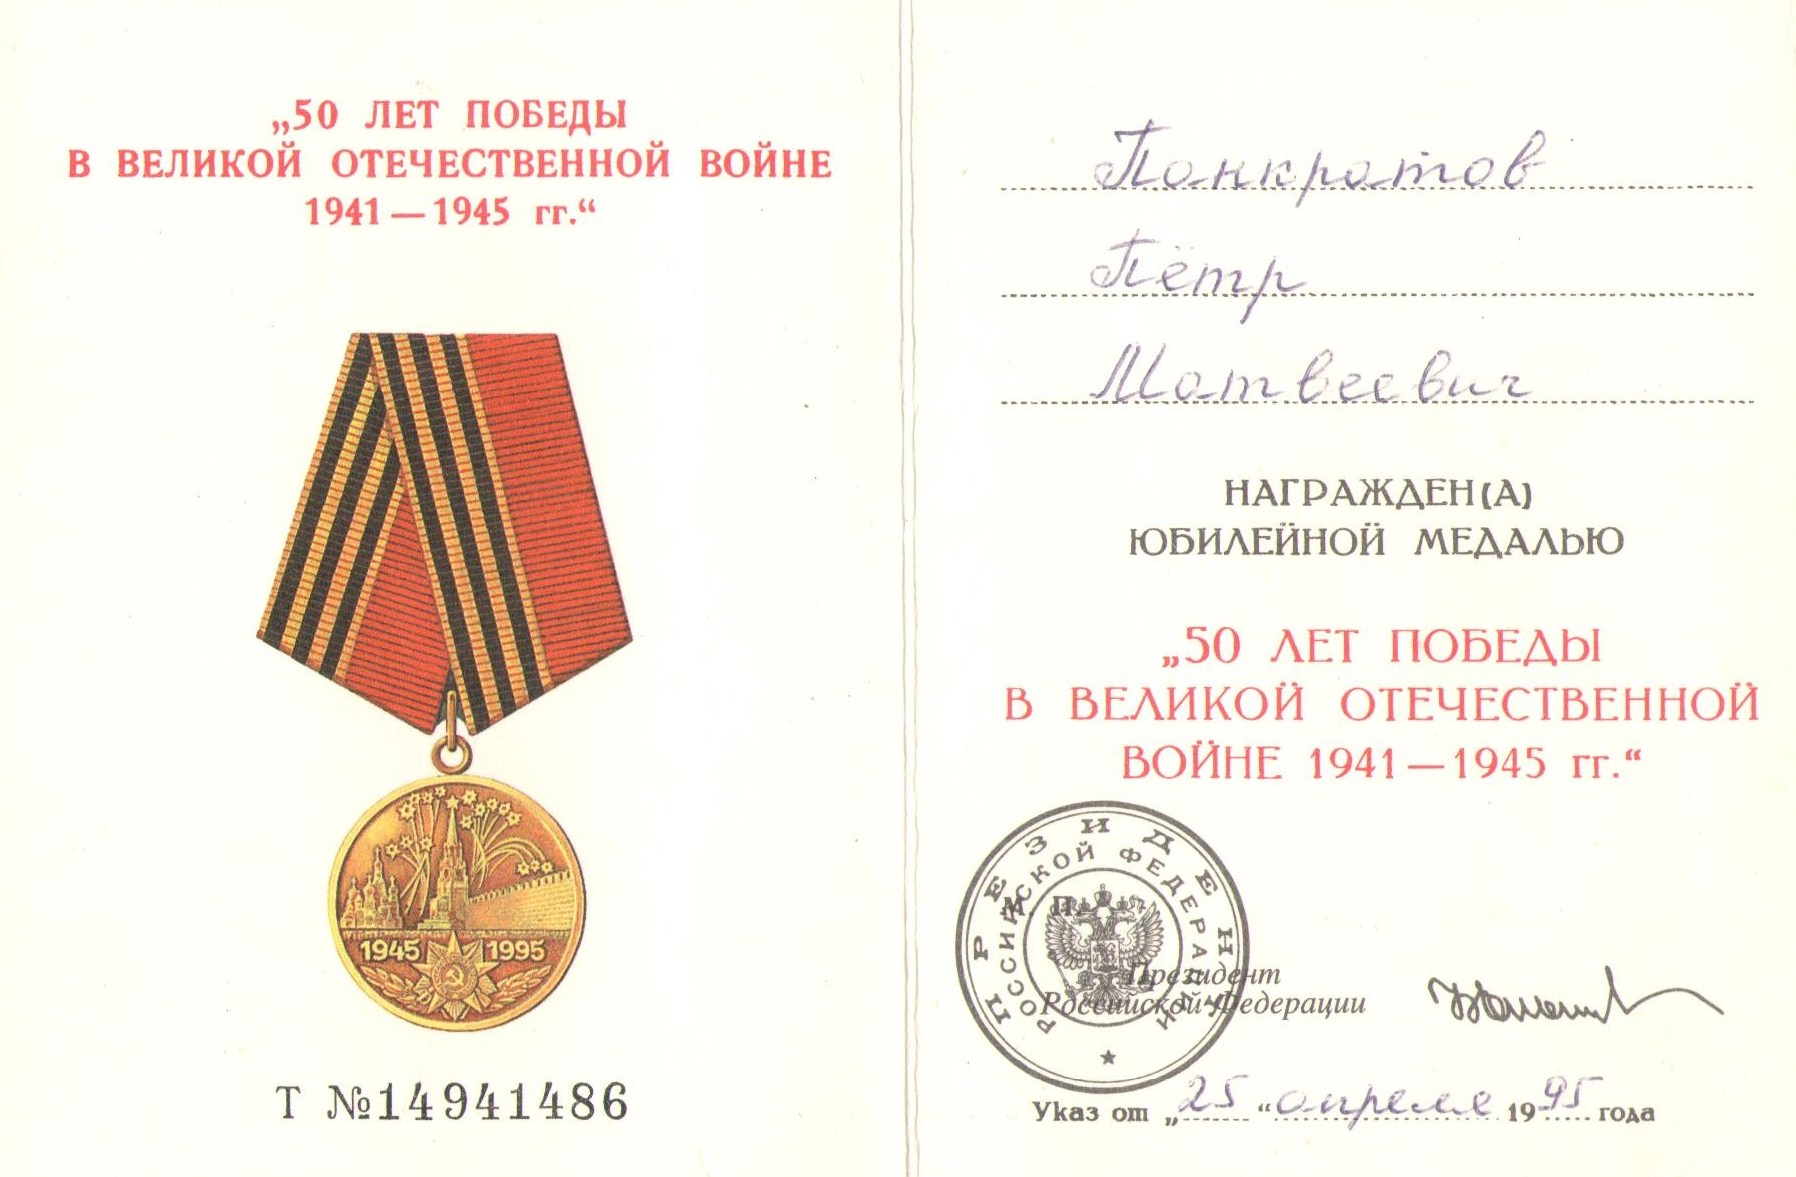 „50 ЛЕТ ПОБЕДЫ
В ВЕЛИКОЙ ОТЕЧЕСТВЕННОЙ ВОЙНЕ
1941 — 1945 гг.“
1945 1995
Т №14941486
Панкратов
Пётр
Матвеевич
НАГРАЖДЕН(А)
ЮБИЛЕЙНОЙ МЕДАЛЬЮ
„50 ЛЕТ ПОБЕДЫ
В ВЕЛИКОЙ ОТЕЧЕСТВЕННОЙ
ВОЙНЕ 1941 — 1945 гг.“
ПРЕЗИДЕНТ
РОССИЙСКОЙ ФЕДЕРАЦИИ
М. П.
Президент
Российской Федерации
Указ от „25“ апреля 1995 года